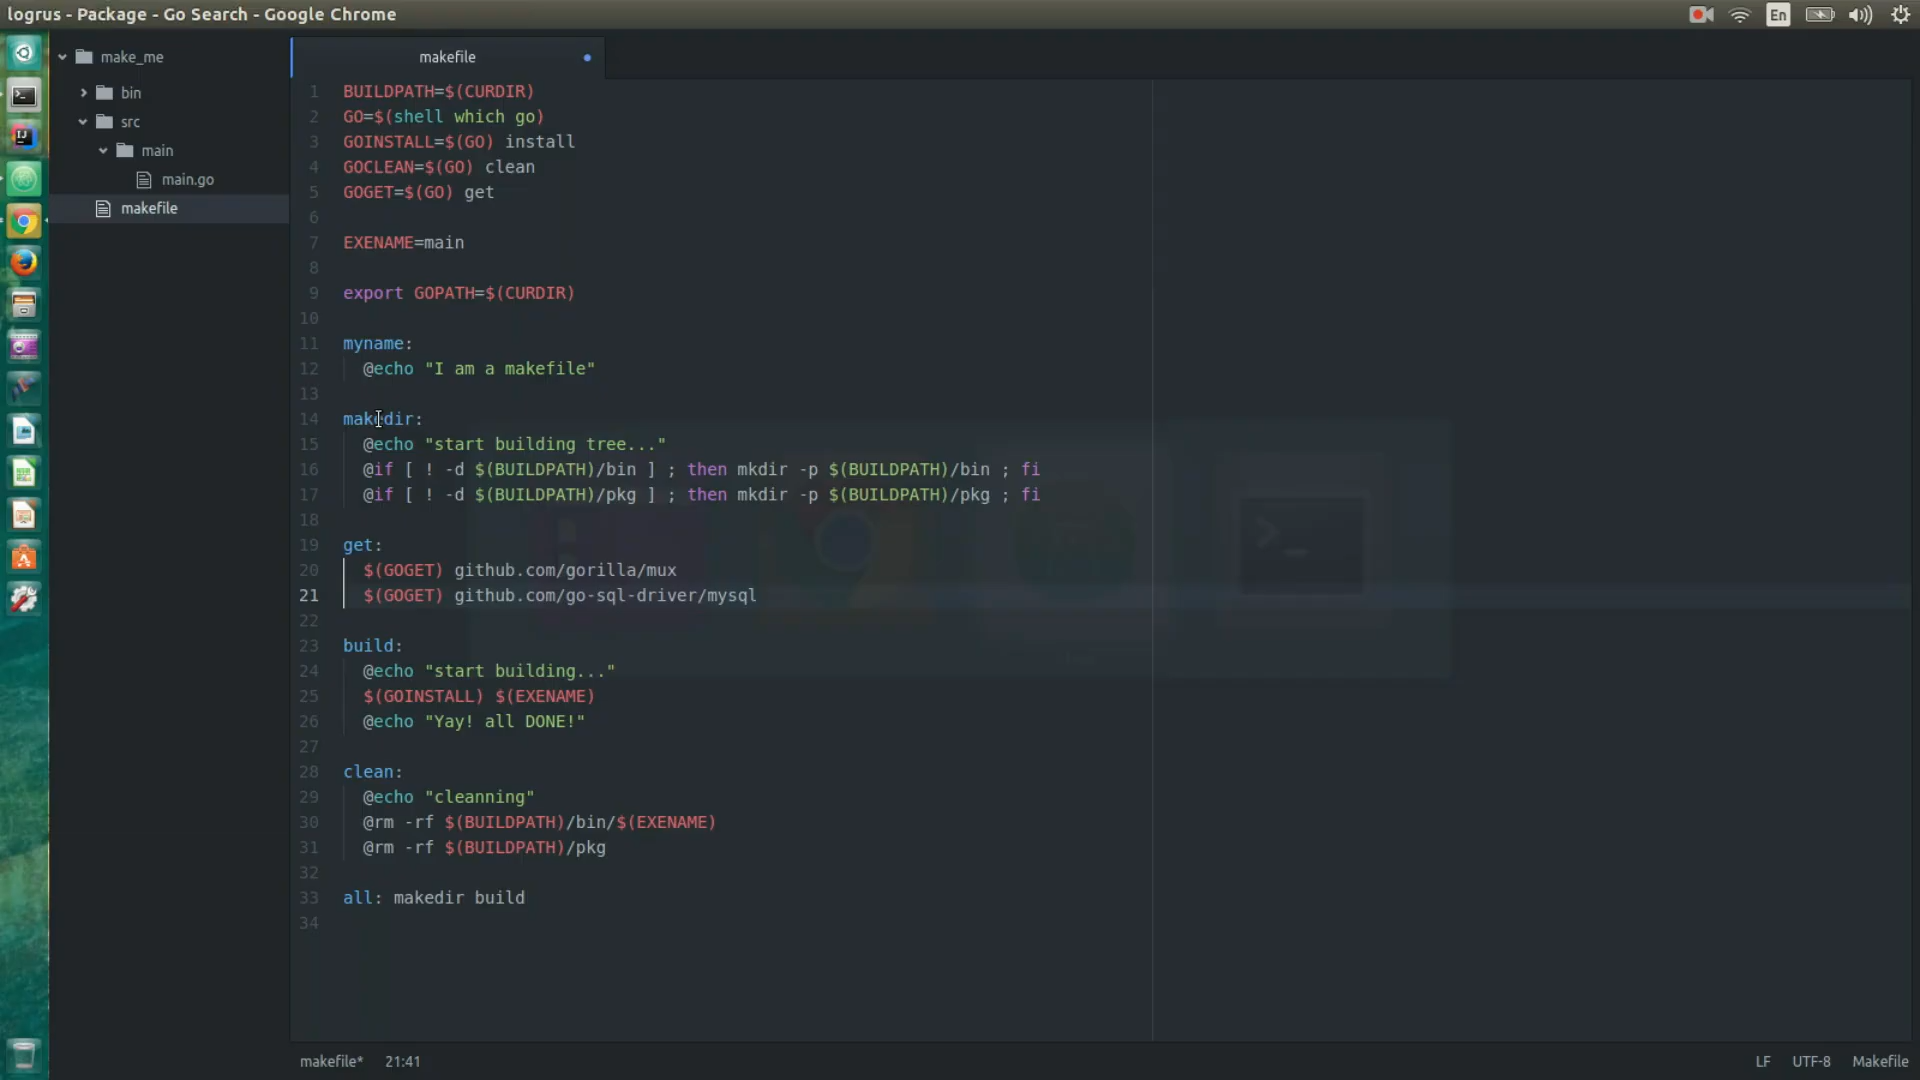 logrus - Package - Go Search - Google Chrome
En
make_me
bin
src
main
main.go
makefile
makefile
1 BUILDPATH=$(CURDIR)
2 GO=$(shell which go)
3 GOINSTALL=$(GO) install
4 GOCLEAN=$(GO) clean
5 GOGET=$(GO) get
6
7 EXENAME=main
8
9 export GOPATH=$(CURDIR)
10
11 myname:
12 @echo "I am a makefile"
13
14 makedir:
15 @echo "start building tree..."
16 @if [ ! -d $(BUILDPATH)/bin ] ; then mkdir -p $(BUILDPATH)/bin ; fi
17 @if [ ! -d $(BUILDPATH)/pkg ] ; then mkdir -p $(BUILDPATH)/pkg ; fi
18
19 get:
20 $(GOGET) github.com/gorilla/mux
21 $(GOGET) github.com/go-sql-driver/mysql
22
23 build:
24 @echo "start building..."
25 $(GOINSTALL) $(EXENAME)
26 @echo "Yay! all DONE!"
27
28 clean:
29 @echo "cleanning"
30 @rm -rf $(BUILDPATH)/bin/$(EXENAME)
31 @rm -rf $(BUILDPATH)/pkg
32
33 all: makedir build
34
makefile* 21:41
LF UTF-8 Makefile